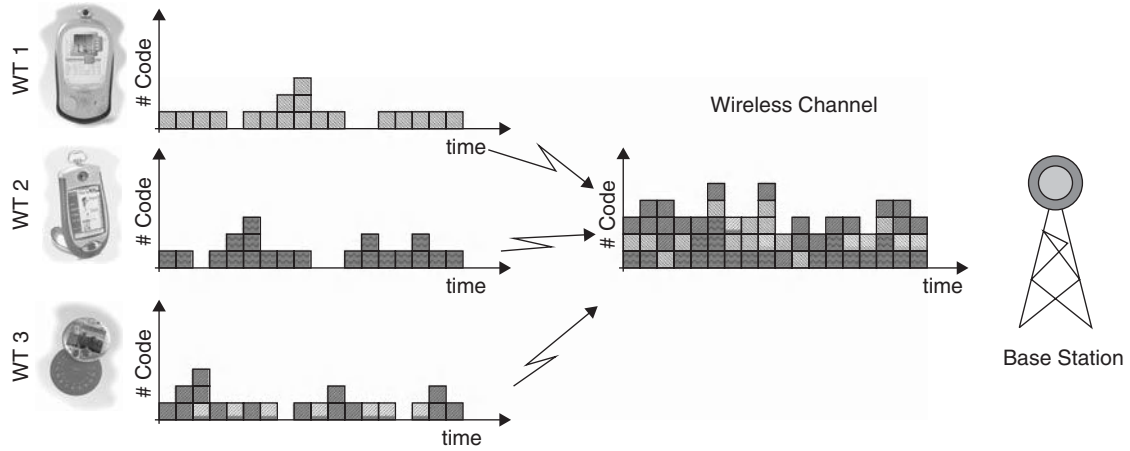 WT 1
# Code
time
Wireless Channel
WT 2
# Code
time
# Code
time
Base Station
WT 3
# Code
time